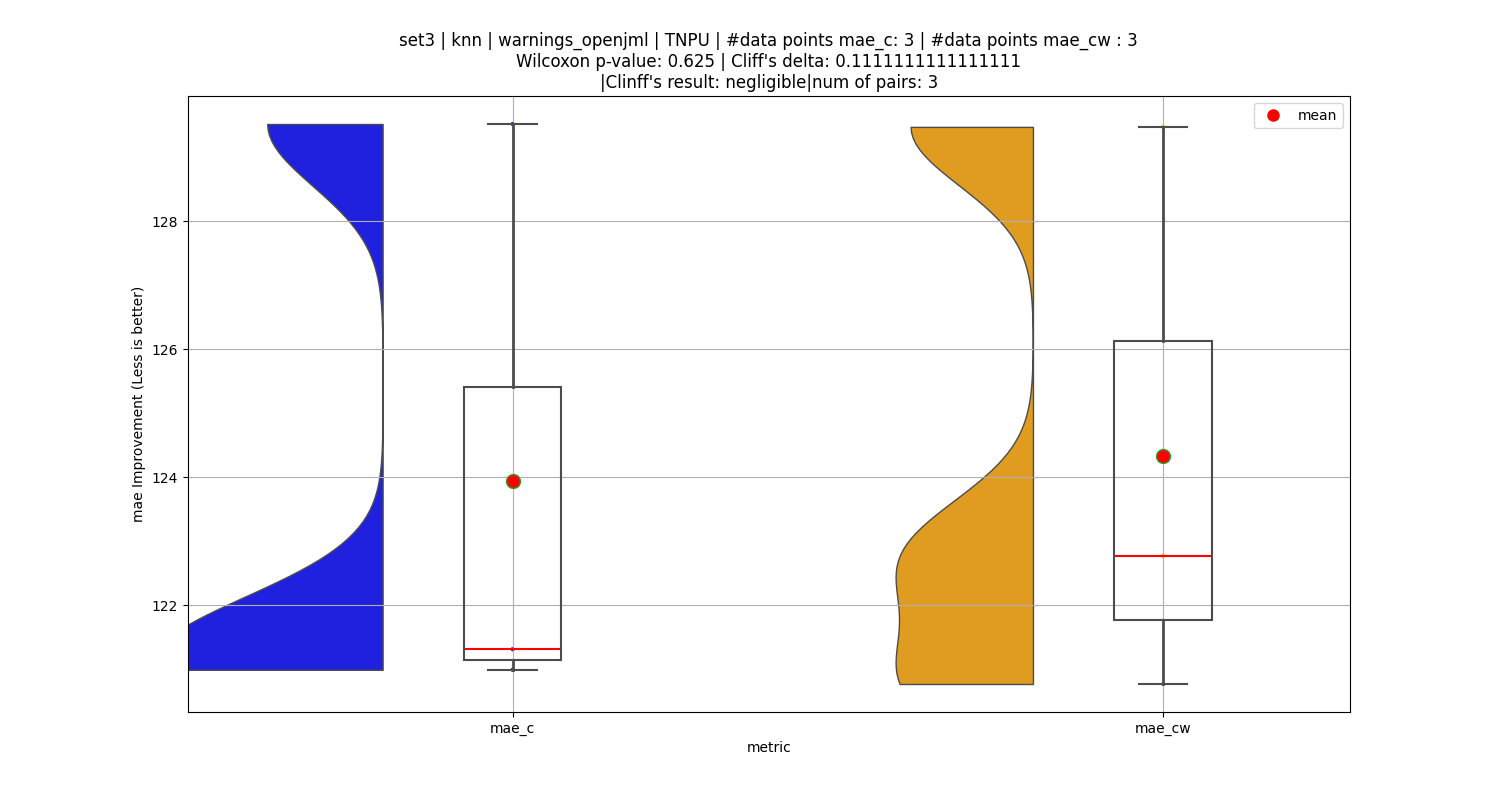 set3 | knn | warnings_openjml | TNPU | #data points mae_c: 3 | #data points mae_cw : 3
Wilcoxon p-value: 0.625 | Cliff's delta: 0.1111111111111111
|Clinff's result: negligible|num of pairs: 3
mean
128
126
124
122
mae Improvement (Less is better)
mae_c
mae_cw
metric